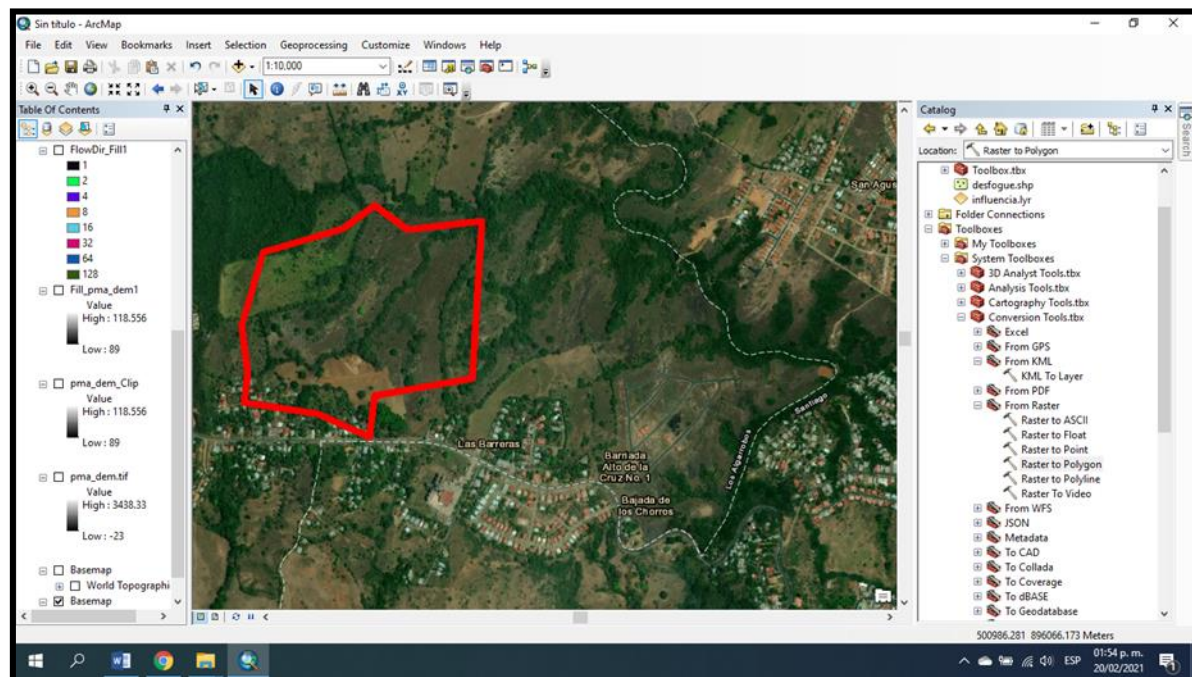 Sin título - ArcMap
File Edit View Bookmarks Insert Selection Geoprocessing Customize Windows Help
1:10,000
Table Of Contents
FlowDir_Fill1
1
2
4
8
16
32
64
128
Fill_pma_dem1
Value
High : 118.556
Low : 89
pma_dem_Clip
Value
High : 118.556
Low : 89
pma_dem.tif
Value
High : 3438.33
Low : -23
Basemap
World Topographi
Basemap
San Agus
Las Barreras
Barriada
Alto de la
Cruz No. 1
Bajada de
los Chorros
Los Algarrobos
Santiago
Catalog
Search
Location: Raster to Polygon
Toolbox.tbx
desfogue.shp
influencia.lyr
Folder Connections
Toolboxes
My Toolboxes
System Toolboxes
3D Analyst Tools.tbx
Analysis Tools.tbx
Cartography Tools.tbx
Conversion Tools.tbx
Excel
From GPS
From KML
KML To Layer
From PDF
From Raster
Raster to ASCII
Raster to Float
Raster to Point
Raster to Polygon
Raster to Polyline
Raster To Video
From WFS
JSON
Metadata
To CAD
To Collada
To Coverage
To dBASE
To Geodatabase
500986.281 896066.173 Meters
ESP
01:54 p. m.
20/02/2021